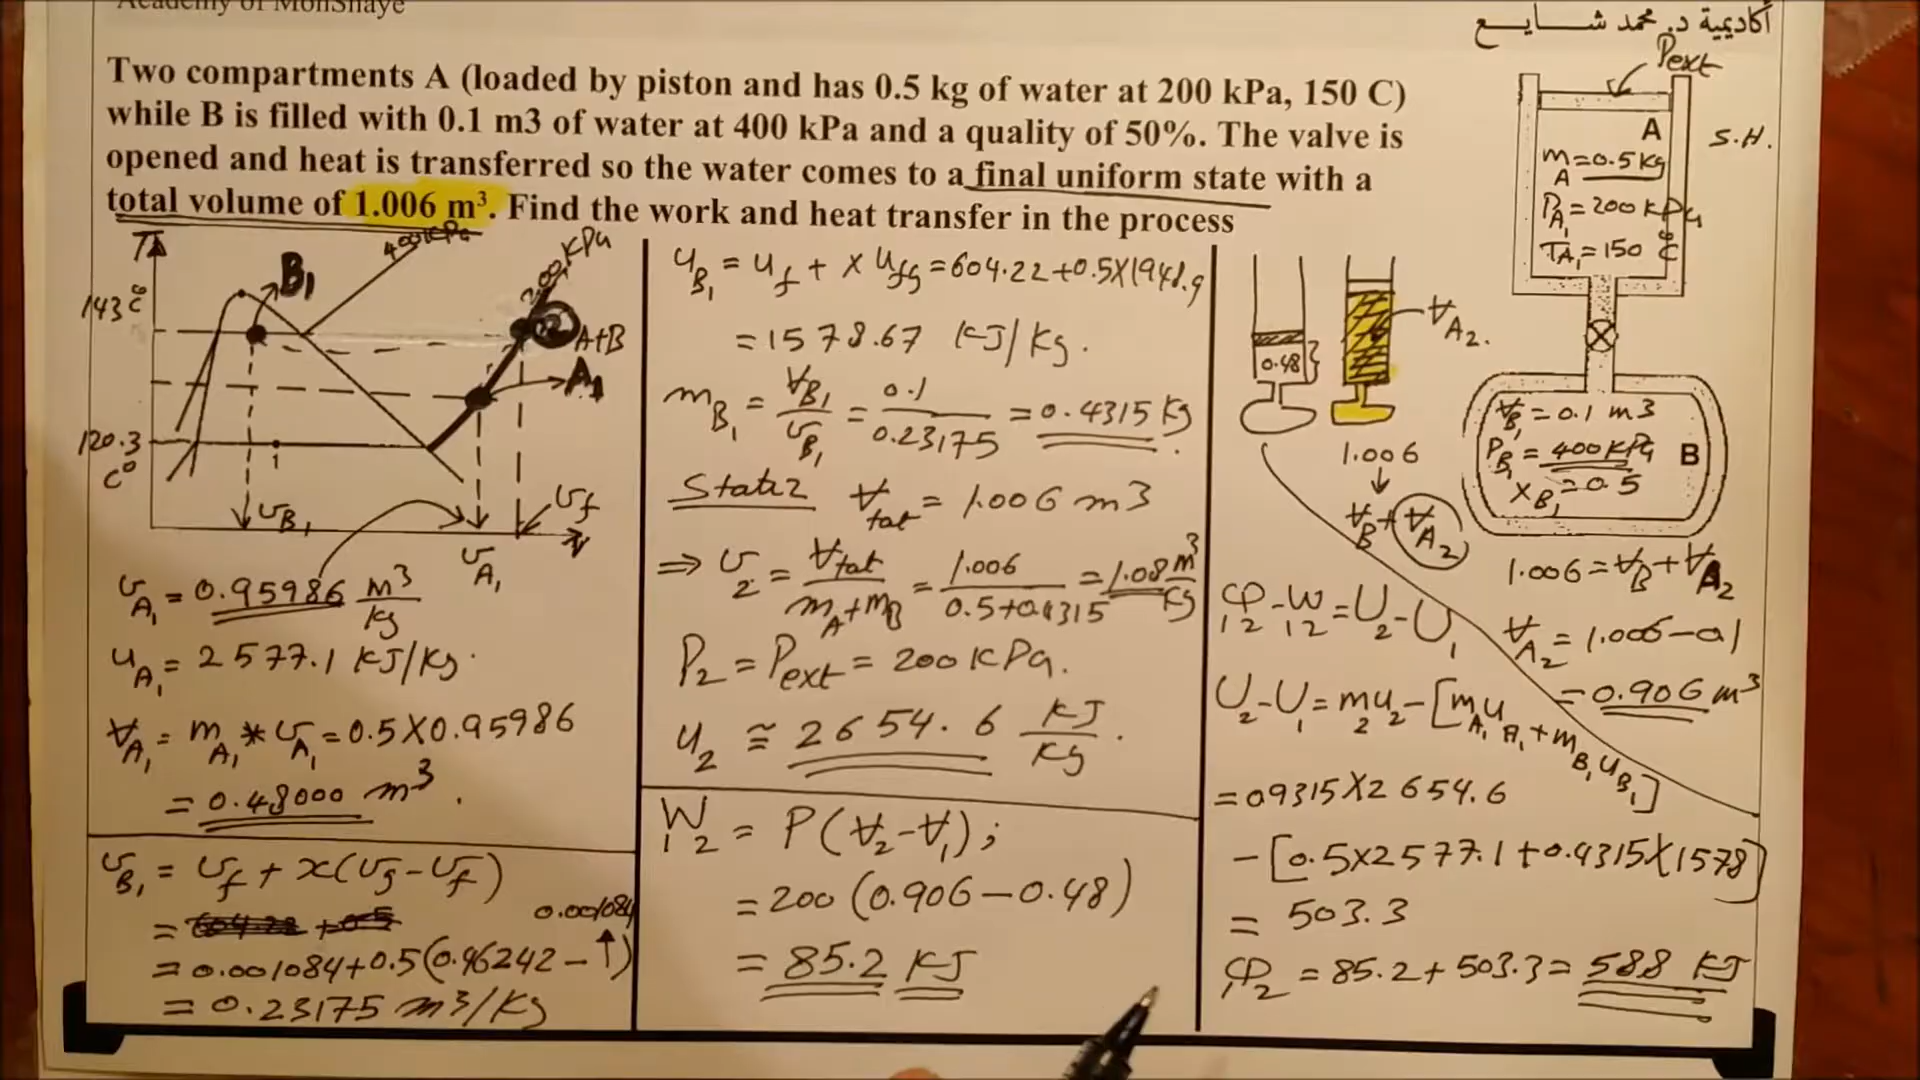 Academy of Monshaye
أكاديمية د. محمد شايع
Two compartments A (loaded by piston and has 0.5 kg of water at 200 kPa, 150 C)
while B is filled with 0.1 m3 of water at 400 kPa and a quality of 50%. The valve is
opened and heat is transferred so the water comes to a final uniform state with a
total volume of 1.006 m³. Find the work and heat transfer in the process
T
400 KPa
200 KPa
B₁
143 C°
A+B
A₁
120.3
C°
v_B₁
v_f
v_A₁
v
v_A₁ = 0.95986 m³/kg
u_A₁ = 2577.1 KJ/Kg.
V_A₁ = m_A₁ * v_A₁ = 0.5×0.95986
= 0.48000 m³.
v_B₁ = v_f + x(v_g - v_f)
0.001084
= 0.001084+0.5(0.46242-↑)
= 0.23175 m3/Kg
u_B₁ = u_f + x u_fg = 604.22+0.5×1948.9
= 1578.67 KJ/Kg.
m_B₁ = V_B₁/v_B₁ = 0.1/0.23175 = 0.4315 Kg.
State2 V_tot = 1.006 m3
⇒ v_2 = V_tot/(m_A+m_B) = 1.006/(0.5+0.4315) = 1.08 m³/Kg
P_2 = P_ext = 200 KPa.
u_2 ≅ 2654.6 KJ/Kg.
₁W₂ = P(V₂-V₁);
= 200 (0.906-0.48)
= 85.2 KJ
0.48
V_A2.
1.006
↓
V_B + V_A2
₁Q₂ - ₁W₂ = U₂ - U₁
U₂-U₁ = m₂u₂ - [m_A₁ u_A₁ + m_B₁ u_B₁]
= 0.9315×2654.6
- [0.5×2577.1+0.4315×1578]
= 503.3
₁Q₂ = 85.2+503.3 = 588 KJ
P_ext
A
S.H.
m_A = 0.5 Kg
P_A₁ = 200 KPa
T_A₁ = 150 C°
V_B₁ = 0.1 m3
P_B₁ = 400 KPa
B
x_B₁ = 0.5
1.006 = V_B + V_A2
V_A2 = 1.006-0.1
= 0.906 m³